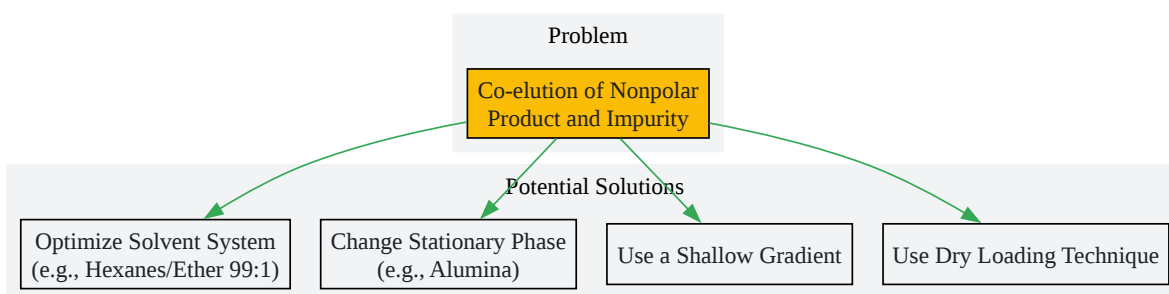 Problem
Co-elution of Nonpolar
Product and Impurity
Potential Solutions
Optimize Solvent System
(e.g., Hexanes/Ether 99:1)
Change Stationary Phase
(e.g., Alumina)
Use a Shallow Gradient
Use Dry Loading Technique